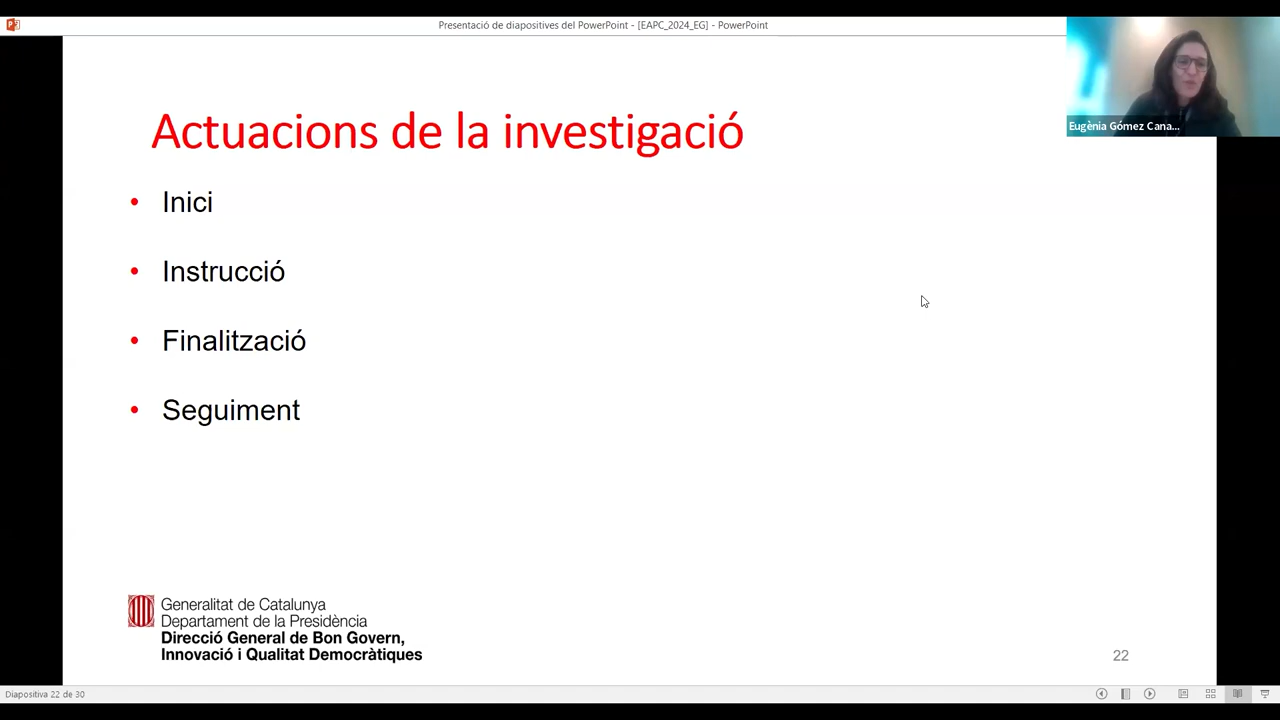 Presentació de diapositives del PowerPoint - [EAPC_2024_EG] - PowerPoint
Eugènia Gómez Cana...
Actuacions de la investigació
• Inici
• Instrucció
• Finalització
• Seguiment
Generalitat de Catalunya
Departament de la Presidència
Direcció General de Bon Govern,
Innovació i Qualitat Democràtiques
22
Diapositiva 22 de 30